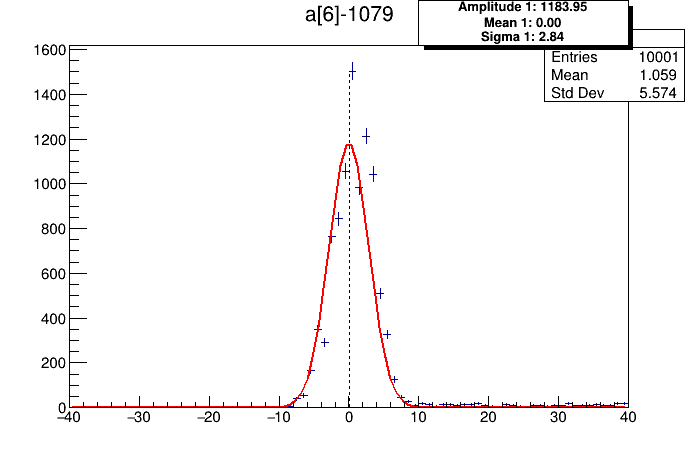 a[6]-1079
Amplitude 1: 1183.95
Mean 1: 0.00
Sigma 1: 2.84
Entries 10001
Mean 1.059
Std Dev 5.574
1600
1400
1200
1000
800
600
400
200
0
−40 −30 −20 −10 0 10 20 30 40